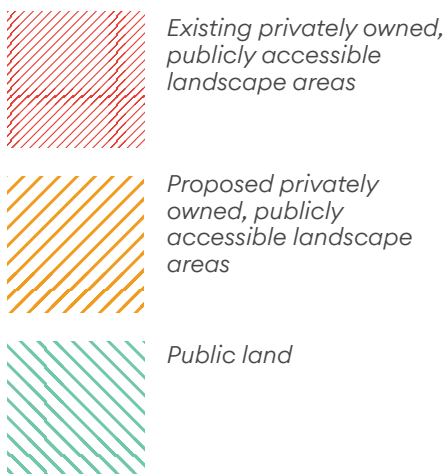 Existing privately owned,
publicly accessible
landscape areas
Proposed privately
owned, publicly
accessible landscape
areas
Public land